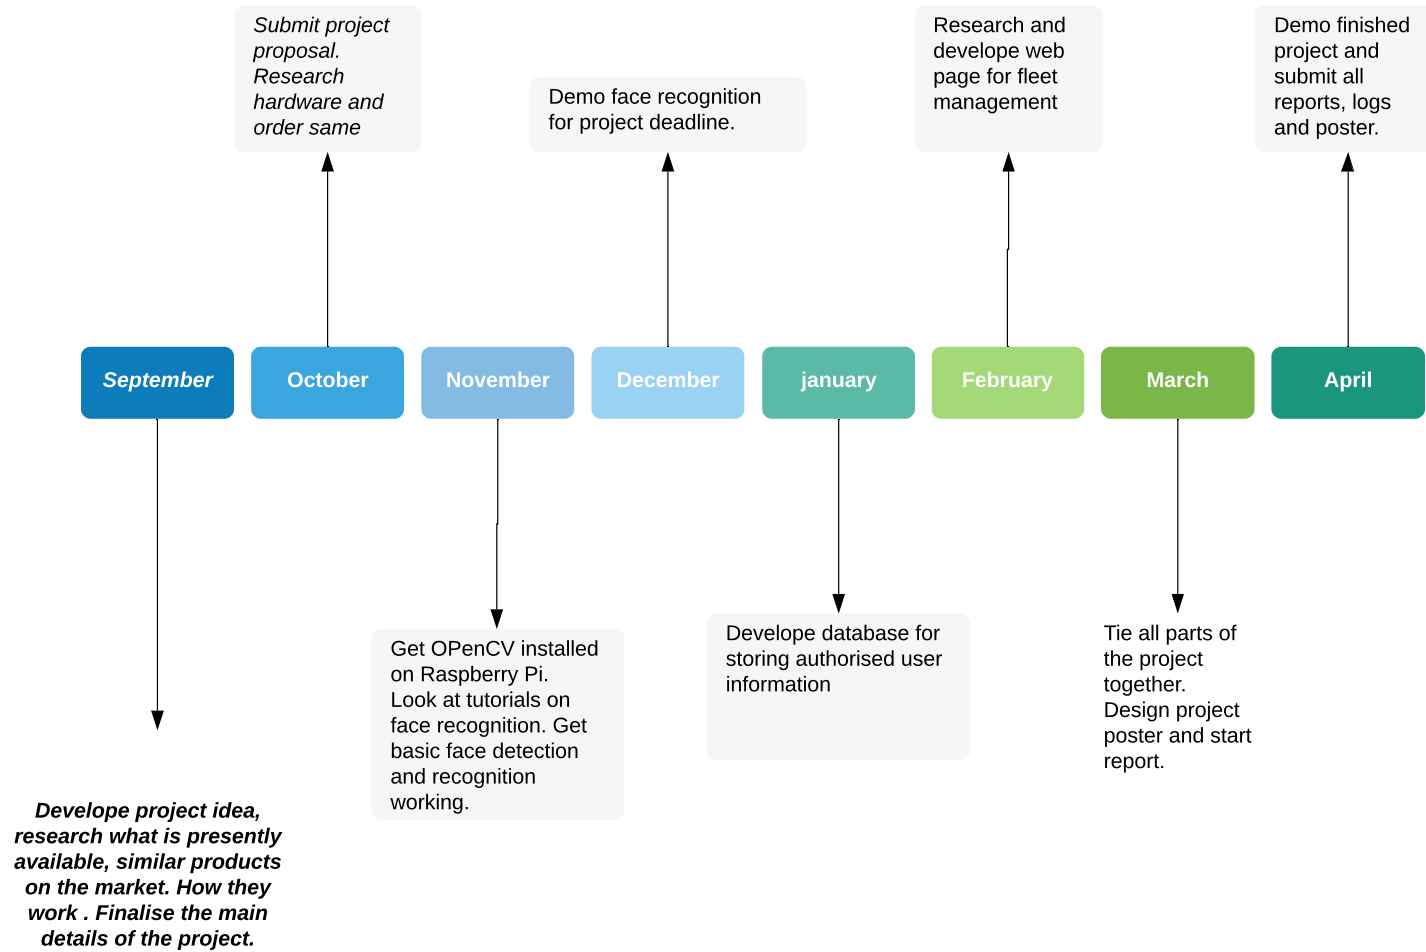 Submit project
proposal.
Research
hardware and
order same
Demo face recognition
for project deadline.
Research and
develope web
page for fleet
management
Demo finished
project and
submit all
reports, logs
and poster.
September
October
November
December
january
February
March
April
Develope project idea,
research what is presently
available, similar products
on the market. How they
work . Finalise the main
details of the project.
Get OPenCV installed
on Raspberry Pi.
Look at tutorials on
face recognition. Get
basic face detection
and recognition
working.
Develope database for
storing authorised user
information
Tie all parts of
the project
together.
Design project
poster and start
report.